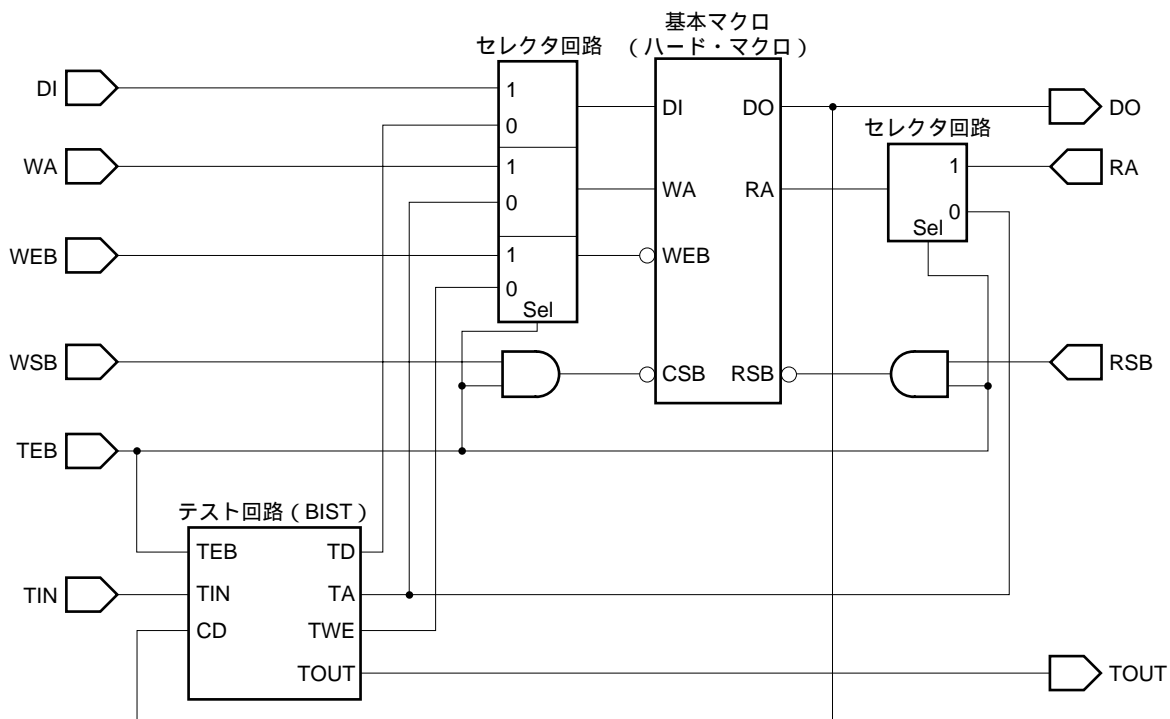 基本マクロ
セレクタ回路 （ハード・マクロ）
DI 1 DI DO DO
0 セレクタ回路
WA 1 1 RA
WA RA
0 0
Sel
WEB 1 WEB
0
Sel
WSB CSB RSB RSB
TEB
テスト回路（BIST）
TEB TD
TIN TIN TA
CD TWE
TOUT TOUT